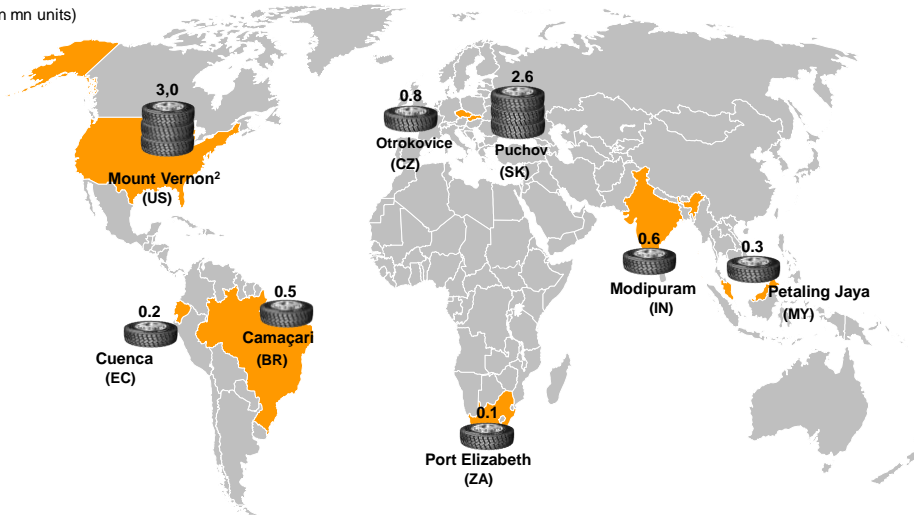 n mn units)
3,0
Mount Vernon²
(US)
0.8
Otrokovice
(CZ)
2.6
Puchov
(SK)
0.6
Modipuram
(IN)
0.3
Petaling Jaya
(MY)
0.2
Cuenca
(EC)
0.5
Camaçari
(BR)
0.1
Port Elizabeth
(ZA)